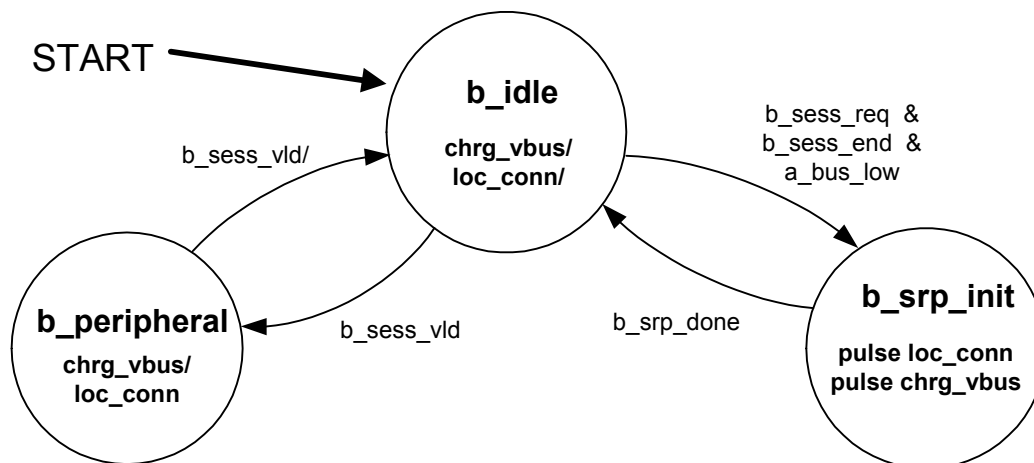 START
b_idle
chrg_vbus/
loc_conn/
b_sess_req &
b_sess_end &
a_bus_low
b_sess_vld/
b_peripheral
chrg_vbus/
loc_conn
b_sess_vld
b_srp_done
b_srp_init
pulse loc_conn
pulse chrg_vbus